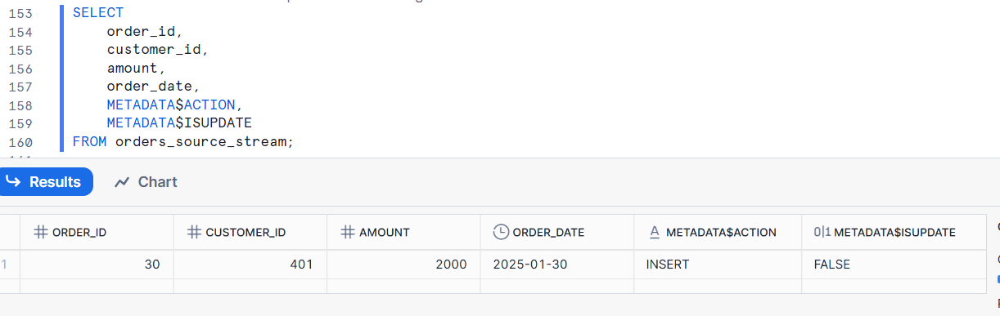 153 SELECT
154 order_id,
155 customer_id,
156 amount,
157 order_date,
158 METADATA$ACTION,
159 METADATA$ISUPDATE
160 FROM orders_source_stream;
Results Chart
ORDER_ID CUSTOMER_ID AMOUNT ORDER_DATE A METADATA$ACTION 0|1 METADATA$ISUPDATE
1 30 401 2000 2025-01-30 INSERT FALSE